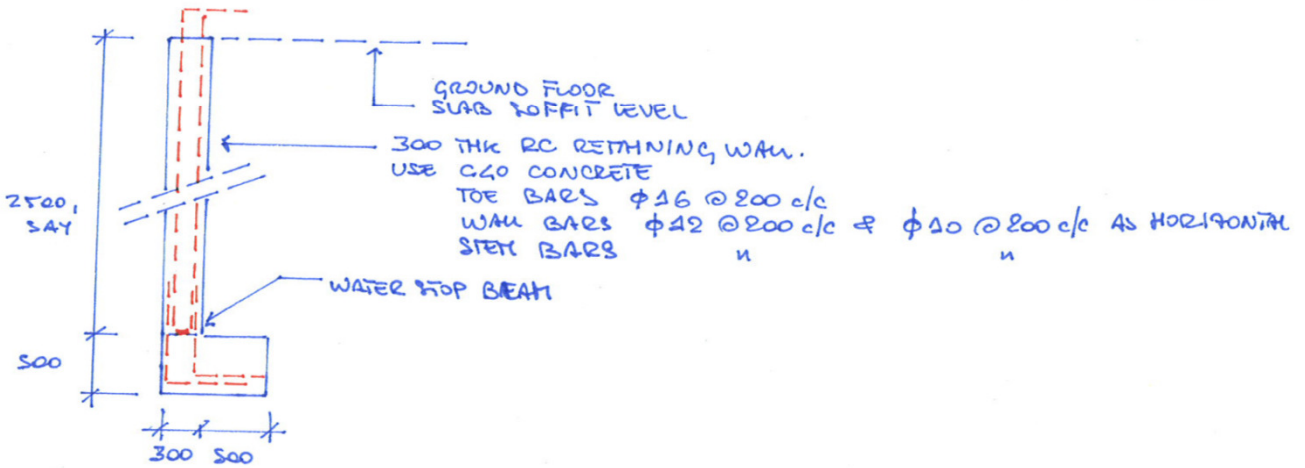 GROUND FLOOR
SLAB SOFFIT LEVEL
300 THK RC RETAINING WALL.
USE C40 CONCRETE
TOE BARS ϕ16 @ 200 c/c
WALL BARS ϕ12 @ 200 c/c & ϕ10 @ 200 c/c AS HORIZONTAL
STEM BARS " "
2500,
SAY
WATER STOP BEAM
500
300 500